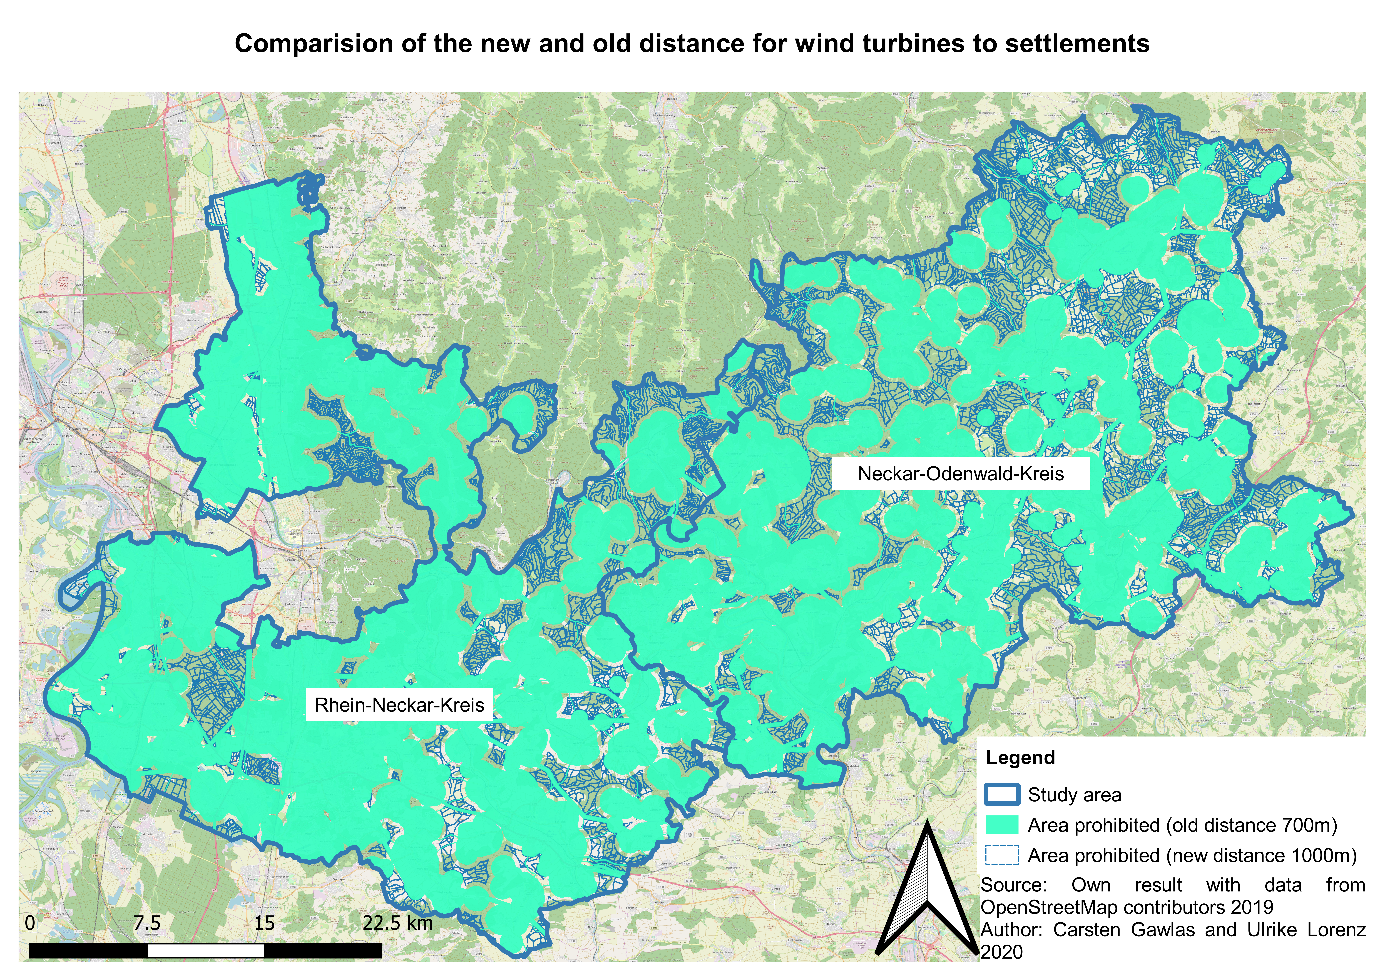 Comparision of the new and old distance for wind turbines to settlements
Neckar-Odenwald-Kreis
Rhein-Neckar-Kreis
Legend
Study area
Area prohibited (old distance 700m)
Area prohibited (new distance 1000m)
Source: Own result with data from
OpenStreetMap contributors 2019
Author: Carsten Gawlas and Ulrike Lorenz
2020
0 7.5 15 22.5 km